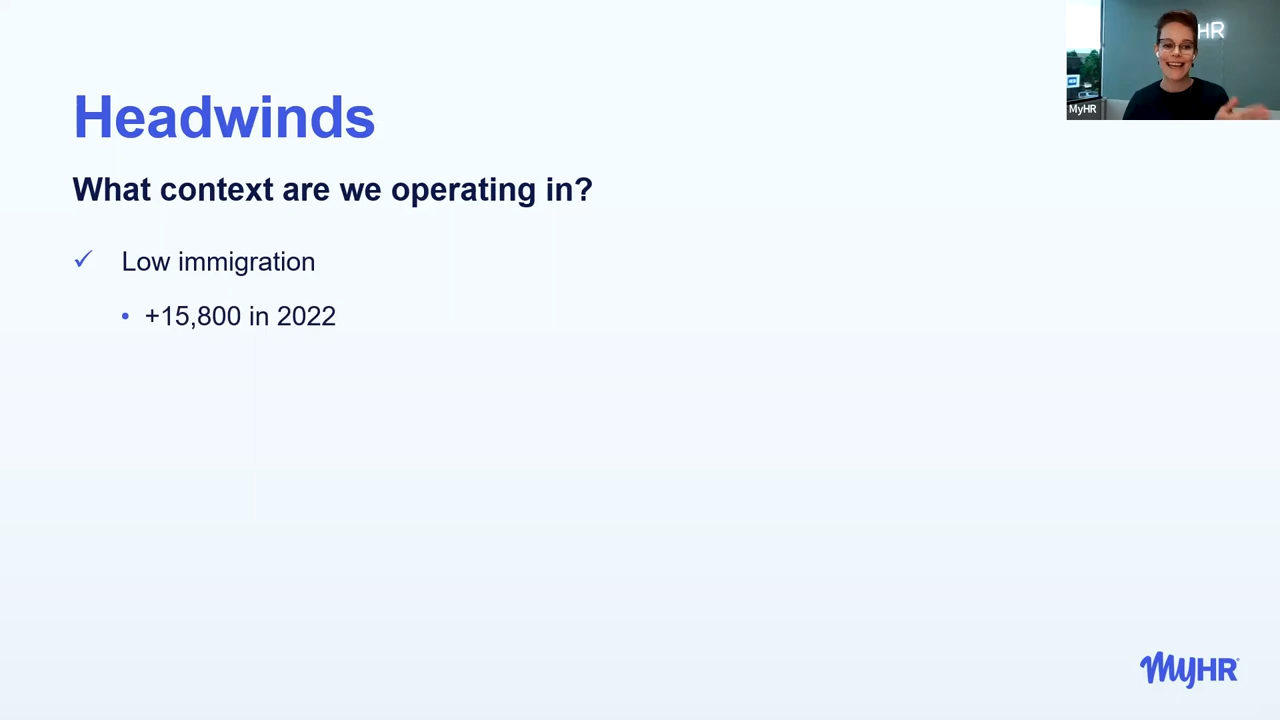 HR
MyHR
Headwinds
What context are we operating in?
✓ Low immigration
• +15,800 in 2022
MyHR